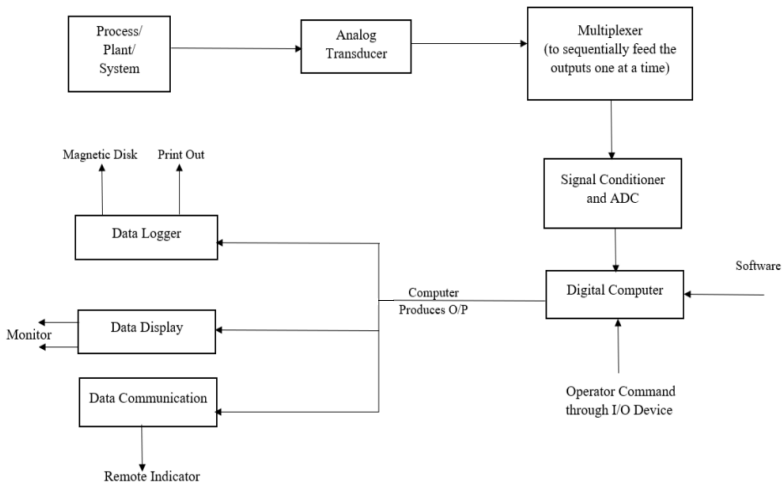 Process/
Plant/
System
Analog
Transducer
Multiplexer
(to sequentially feed the
outputs one at a time)
Magnetic Disk
Print Out
Signal Conditioner
and ADC
Data Logger
Software
Digital Computer
Computer
Produces O/P
Data Display
Monitor
Data Communication
Operator Command
through I/O Device
Remote Indicator